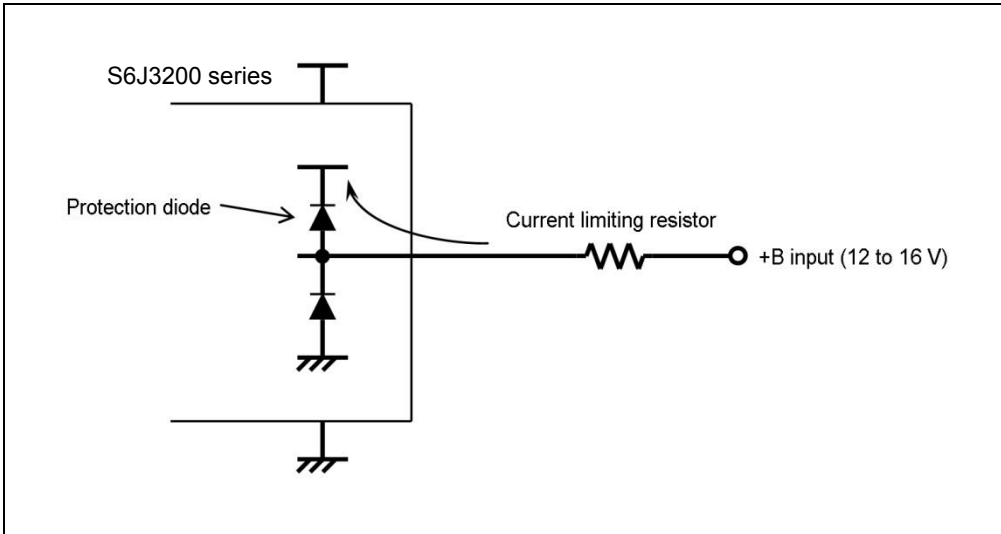 S6J3200 series
Protection diode
Current limiting resistor
+B input (12 to 16 V)